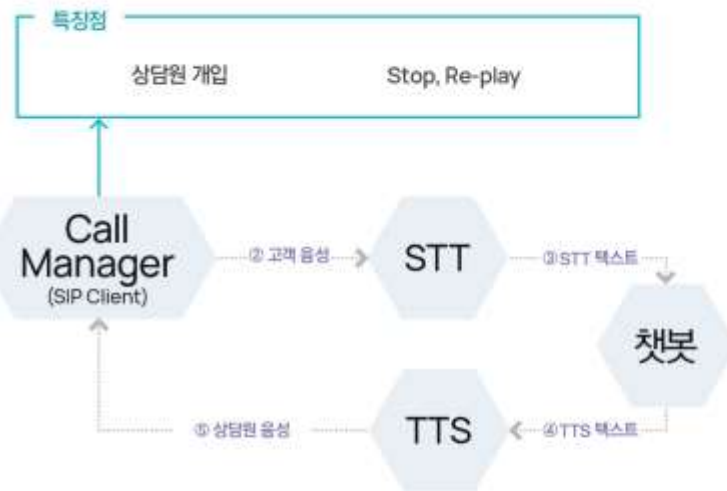 특징점
상담원 개입
Stop, Re-play
Call
Manager
(SIP Client)
② 고객 음성
STT
③ STT 텍스트
챗봇
TTS
④ TTS 텍스트
⑤ 상담원 음성